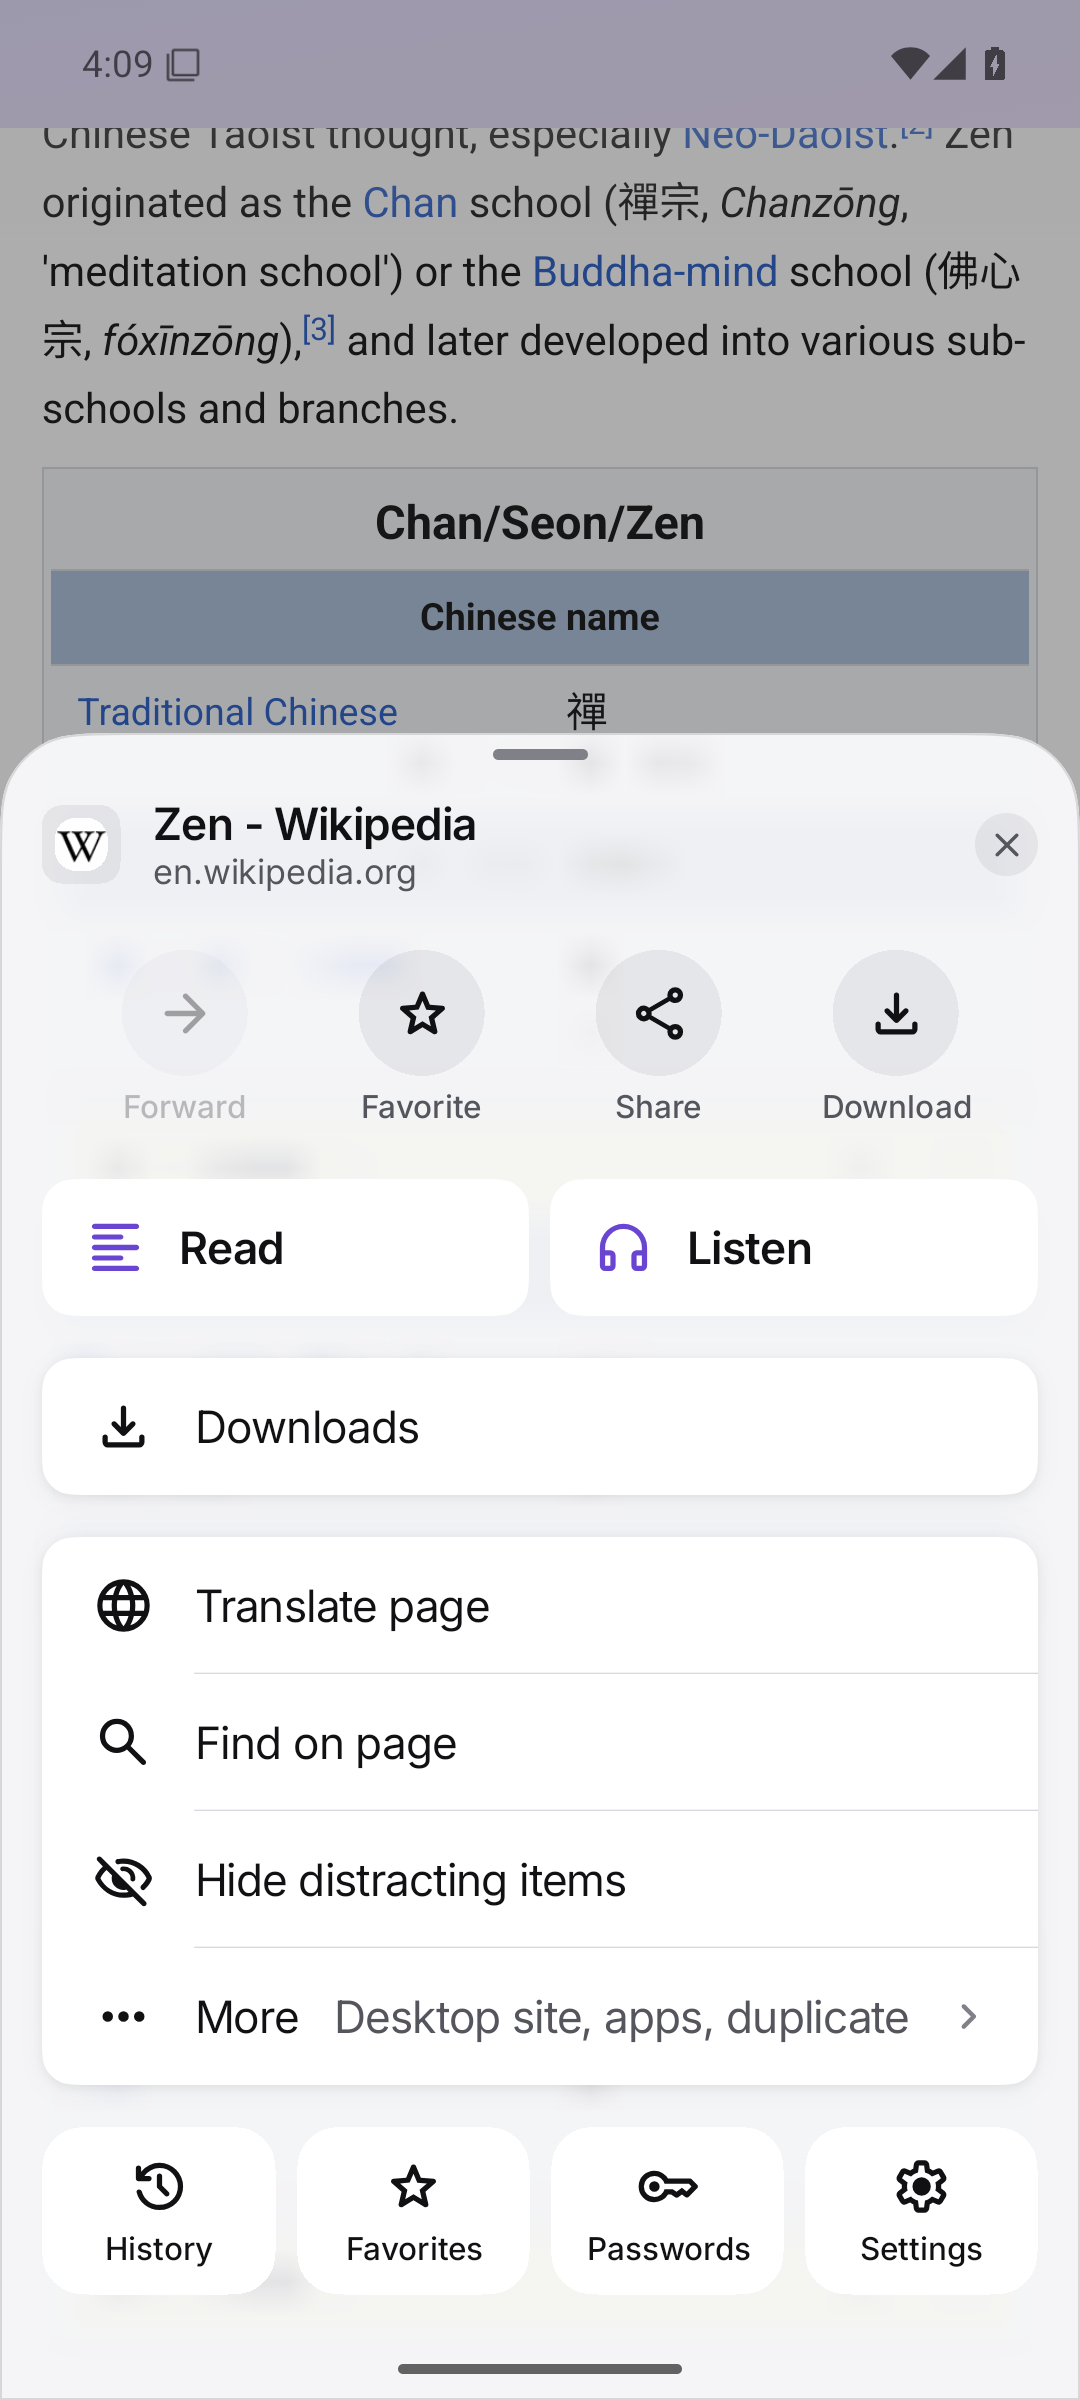 4:09
Chinese Taoist thought, especially Neo-Daoist.[2] Zen
originated as the Chan school (禪宗, Chanzōng,
'meditation school') or the Buddha-mind school (佛心
宗, fóxīnzōng),[3] and later developed into various sub-
schools and branches.
Chan/Seon/Zen
Chinese name
Traditional Chinese 禪
W
Zen - Wikipedia
en.wikipedia.org
Forward Favorite Share Download
Read Listen
Downloads
Translate page
Find on page
Hide distracting items
More Desktop site, apps, duplicate
History Favorites Passwords Settings